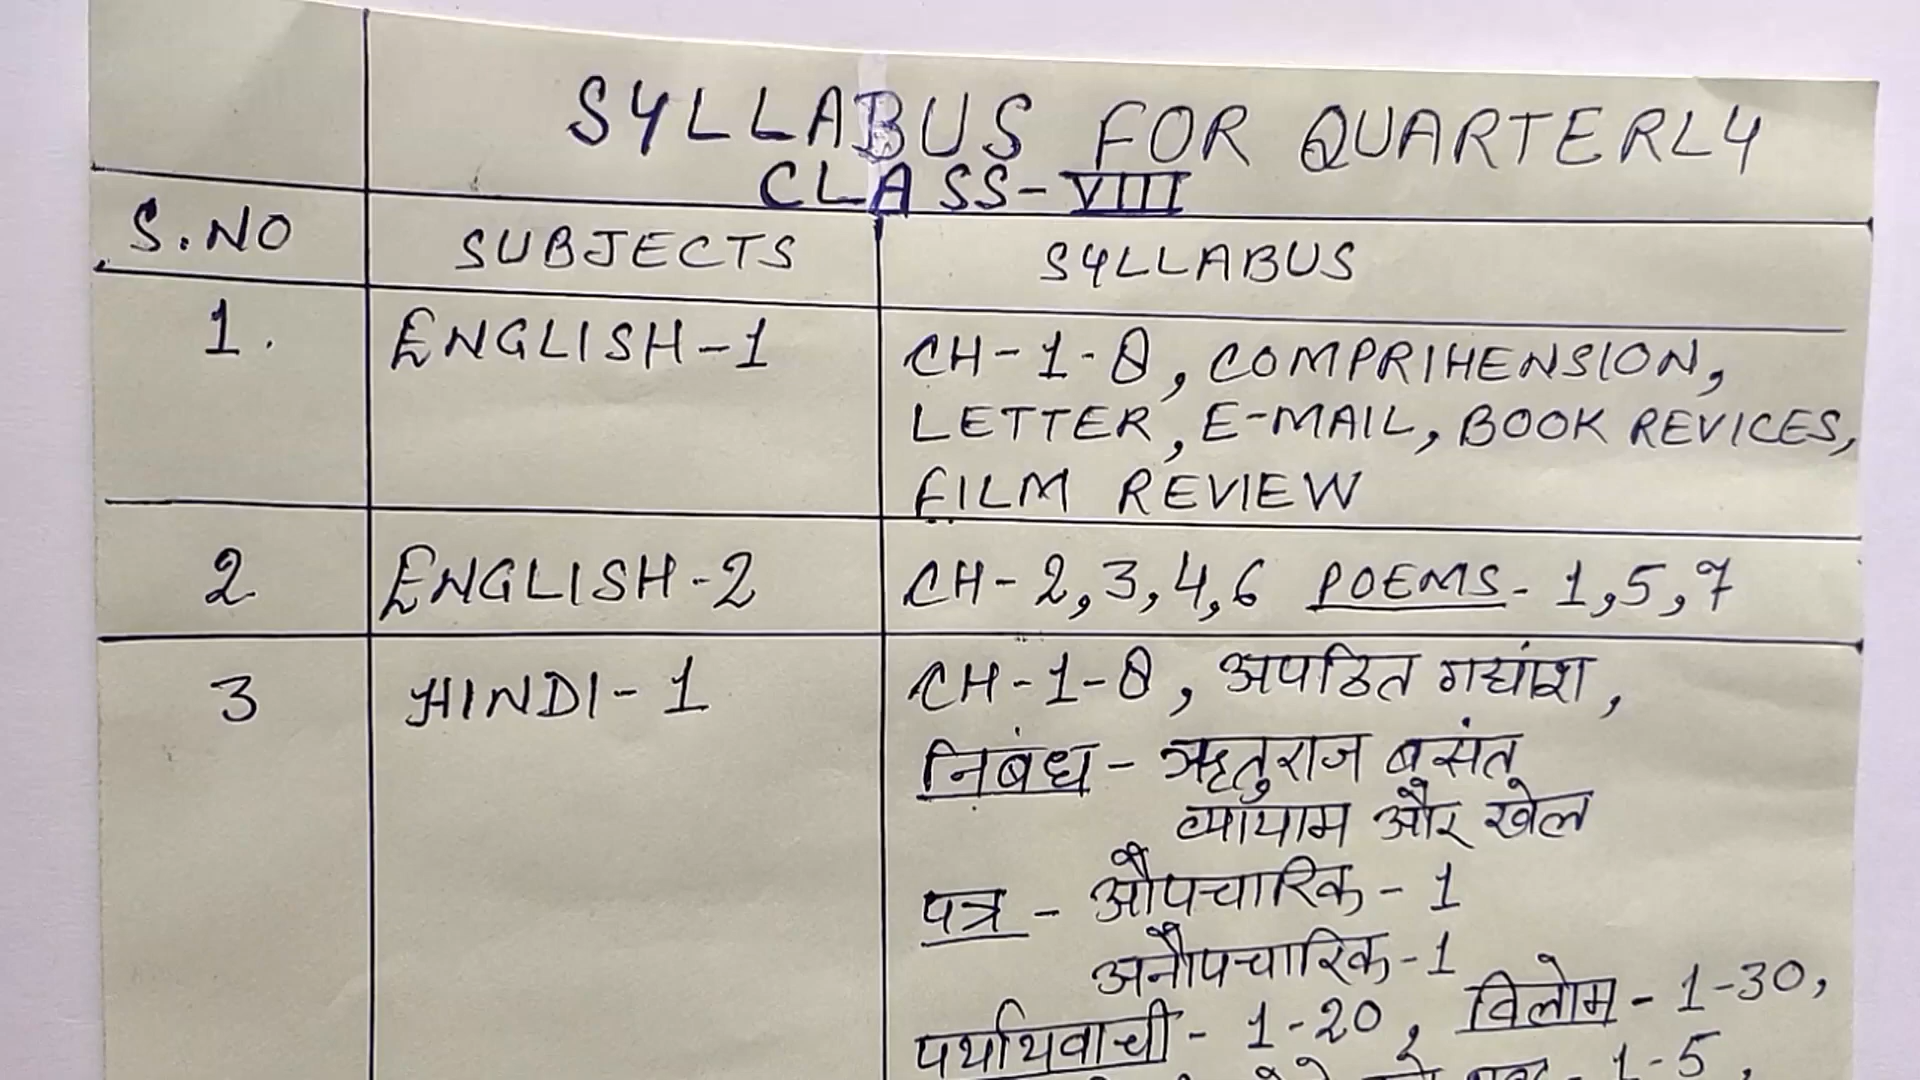 SYLLABUS FOR QUARTERLY
CLASS-VIII
S.NO SUBJECTS SYLLABUS
1. ENGLISH-1 CH-1-8, COMPRIHENSION,
LETTER, E-MAIL, BOOK REVICES,
FILM REVIEW
2 ENGLISH-2 CH-2,3,4,6 POEMS-1,5,7
3 HINDI-1 CH-1-8, अपठित गद्यांश,
निबंध - ऋतुराज बसंत
व्यायाम और खेल
पत्र - औपचारिक-1
अनौपचारिक-1
पर्यायवाची-1-20, विलोम-1-30,
1-5,